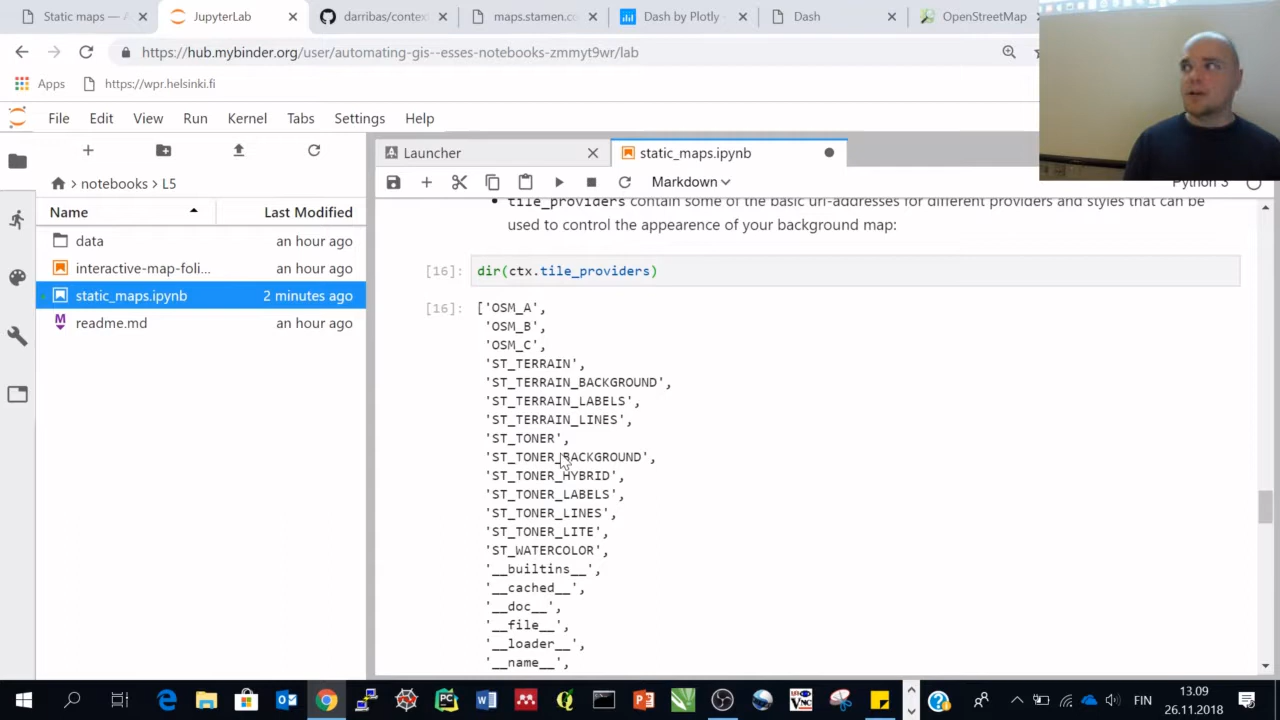 Static maps — A
JupyterLab
darribas/contex
maps.stamen.co
Dash by Plotly
Dash
OpenStreetMap
https://hub.mybinder.org/user/automating-gis--esses-notebooks-zmmyt9wr/lab
Apps
https://wpr.helsinki.fi
File Edit View Run Kernel Tabs Settings Help
Launcher
static_maps.ipynb
Markdown
Python 3
notebooks > L5
Name Last Modified
data an hour ago
interactive-map-foli... an hour ago
static_maps.ipynb 2 minutes ago
readme.md an hour ago
tile_providers contain some of the basic url-addresses for different providers and styles that can be
used to control the appearence of your background map:
[16]: dir(ctx.tile_providers)
[16]: ['OSM_A',
'OSM_B',
'OSM_C',
'ST_TERRAIN',
'ST_TERRAIN_BACKGROUND',
'ST_TERRAIN_LABELS',
'ST_TERRAIN_LINES',
'ST_TONER',
'ST_TONER_BACKGROUND',
'ST_TONER_HYBRID',
'ST_TONER_LABELS',
'ST_TONER_LINES',
'ST_TONER_LITE',
'ST_WATERCOLOR',
'__builtins__',
'__cached__',
'__doc__',
'__file__',
'__loader__',
'__name__',
FIN
13.09
26.11.2018